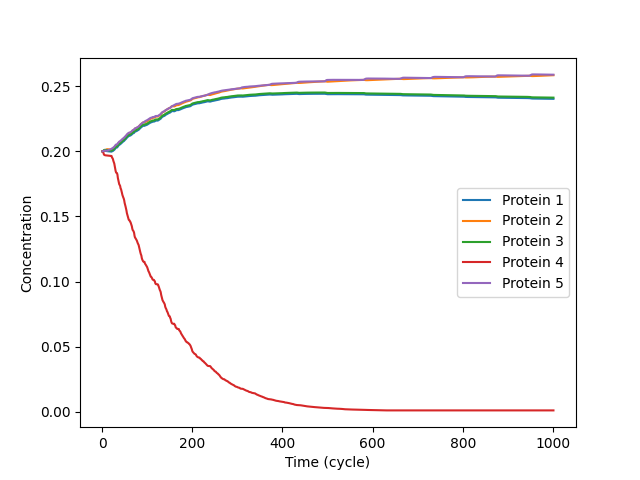 0.25
0.20
0.15
0.10
0.05
0.00
Concentration
Protein 1
Protein 2
Protein 3
Protein 4
Protein 5
0 200 400 600 800 1000
Time (cycle)